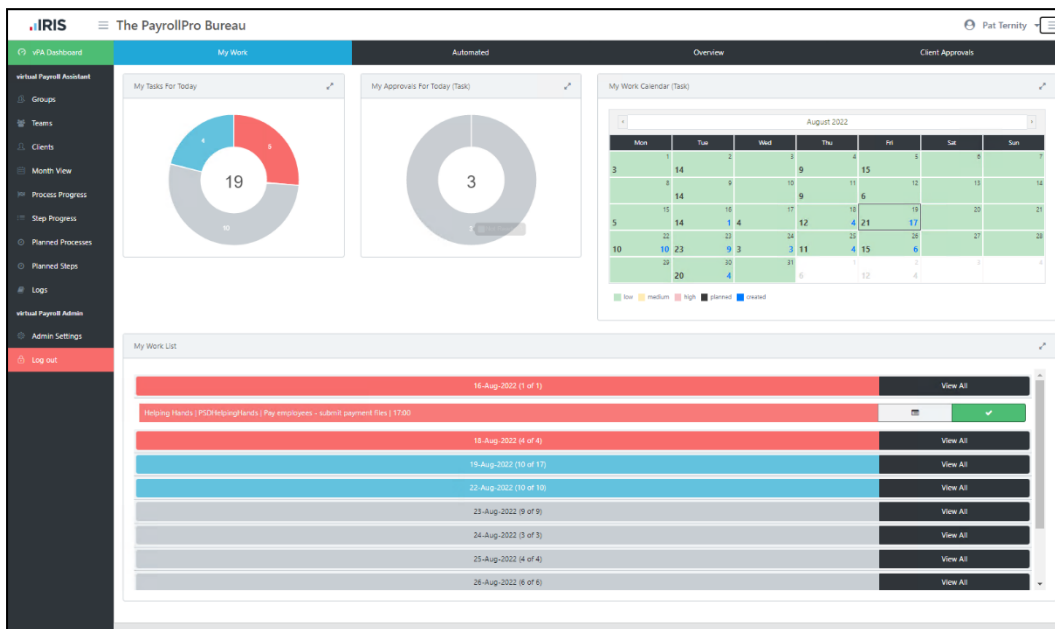 IRIS The PayrollPro Bureau Pat Ternity
vPA Dashboard My Work Automated Overview Client Approvals
virtual Payroll Assistant
Groups
Teams
Clients
Month View
Process Progress
Step Progress
Planned Processes
Planned Steps
Logs
virtual Payroll Admin
Admin Settings
Log out
My Tasks For Today
5
10
19
My Approvals For Today (Task)
3
My Work Calendar (Task)
August 2022
Mon Tue Wed Thu Fri Sat Sun
1 2 3 4 5 6 7
3 14 9 15
8 9 10 11 12 13 14
14 9 6
15 16 17 18 19 20 21
5 14 1 4 12 4 21 17
22 23 24 25 26 27 28
10 10 23 9 3 3 11 4 15 6
29 30 31 1 2 3 4
20 4 6 12 4
low medium high planned created
My Work List
16-Aug-2022 (1 of 1) View All
Helping Hands | PSDHelpingHands | Pay employees - submit payment files | 17:00
18-Aug-2022 (4 of 4) View All
19-Aug-2022 (10 of 17) View All
22-Aug-2022 (10 of 10) View All
23-Aug-2022 (9 of 9) View All
24-Aug-2022 (3 of 3) View All
25-Aug-2022 (4 of 4) View All
26-Aug-2022 (6 of 6) View All